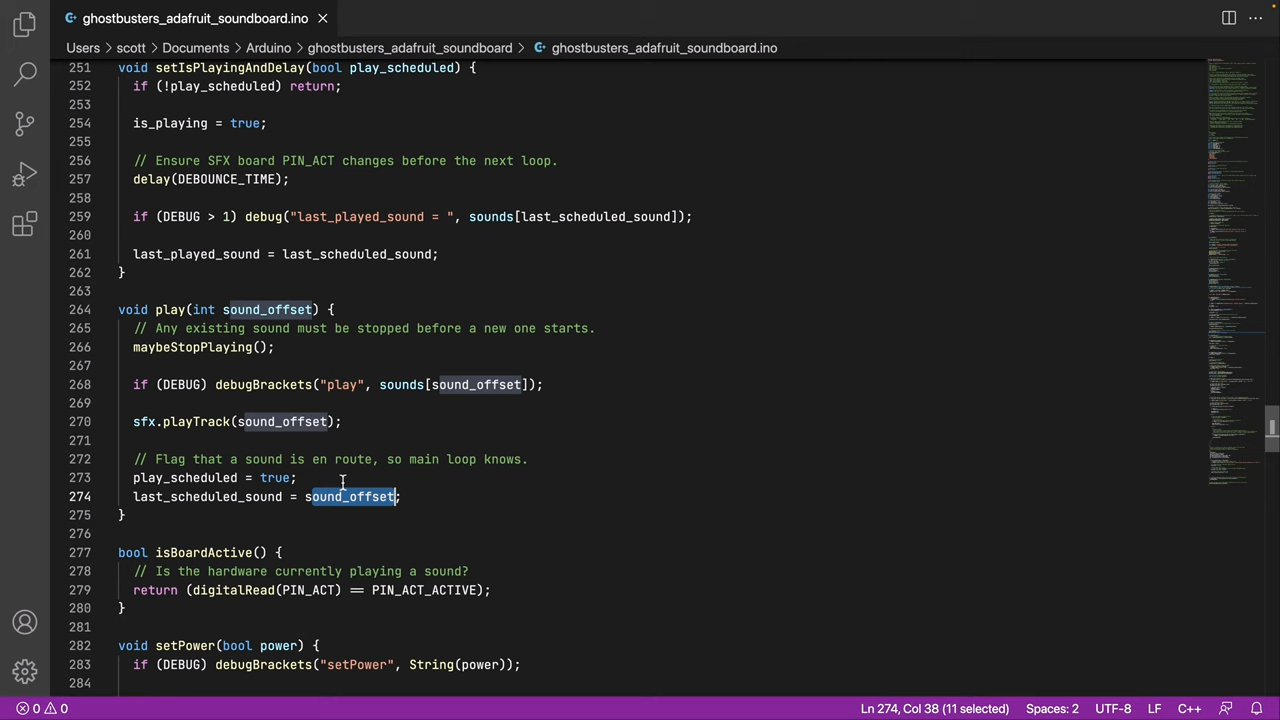 ghostbusters_adafruit_soundboard.ino
Users > scott > Documents > Arduino > ghostbusters_adafruit_soundboard > ghostbusters_adafruit_soundboard.ino
251 void setIsPlayingAndDelay(bool play_scheduled) {
252 if (!play_scheduled) return;
253
254 is_playing = true;
255
256 // Ensure SFX board PIN_ACT changes before the next loop.
257 delay(DEBOUNCE_TIME);
258
259 if (DEBUG > 1) debug(
260
261
262 }
263
264 void play(int sound_offset) {
265 // Any existing sound must be stopped before a new one starts.
266 maybeStopPlaying();
267
268 if (DEBUG) debugBrackets("play", sounds[sound_offset]);
269
270 sfx.playTrack(sound_offset);
271
272 // Flag that a sound is en route, so main loop knows.
273 play_scheduled = true;
274 last_scheduled_sound = sound_offset;
275 }
276
277 bool isBoardActive() {
278 // Is the hardware currently playing a sound?
279 return (digitalRead(PIN_ACT) == PIN_ACT_ACTIVE);
280 }
281
282 void setPower(bool power) {
283 if (DEBUG) debugBrackets("setPower", String(power));
284
0 0 Ln 274, Col 38 (11 selected) Spaces: 2 UTF-8 LF C++